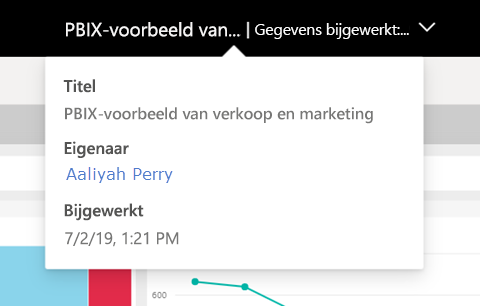 PBIX-voorbeeld van... | Gegevens bijgewerkt:...
Titel
PBIX-voorbeeld van verkoop en marketing
Eigenaar
Aaliyah Perry
Bijgewerkt
7/2/19, 1:21 PM
600